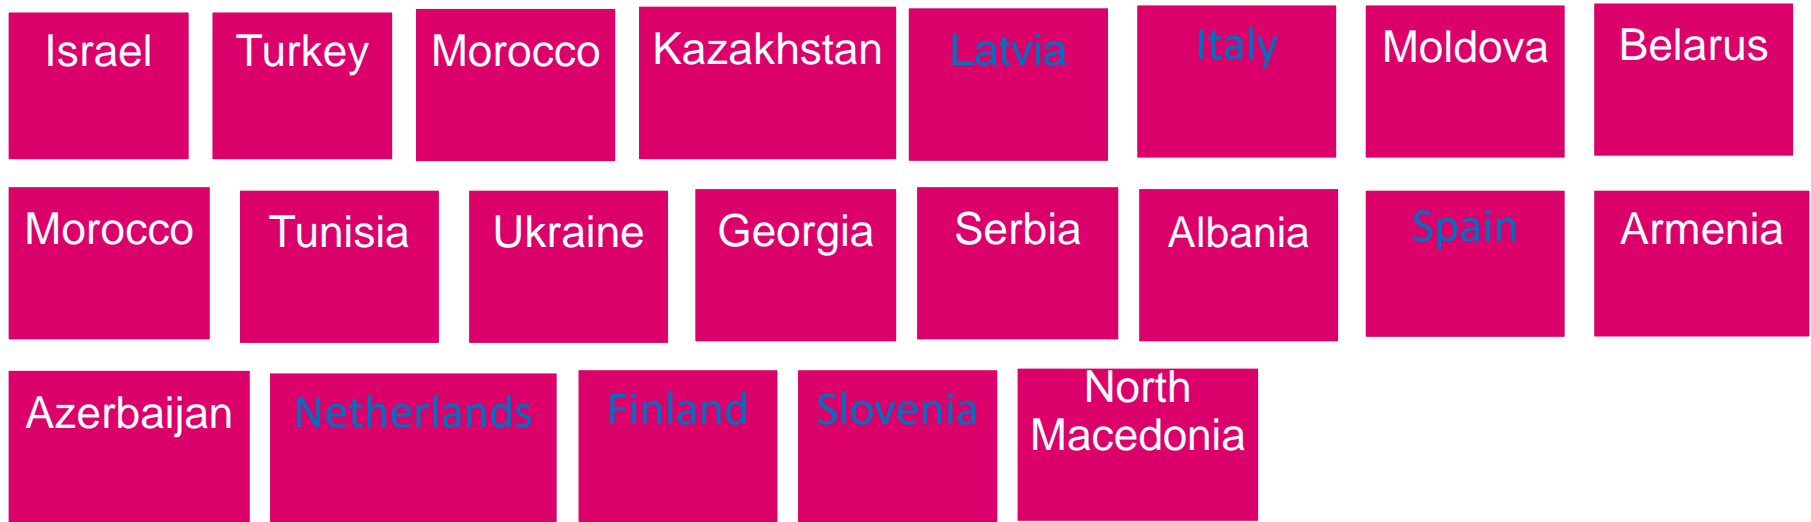 Israel Turkey Morocco Kazakhstan Latvia Italy Moldova Belarus
Morocco Tunisia Ukraine Georgia Serbia Albania Spain Armenia
Azerbaijan Netherlands Finland Slovenia North
Macedonia